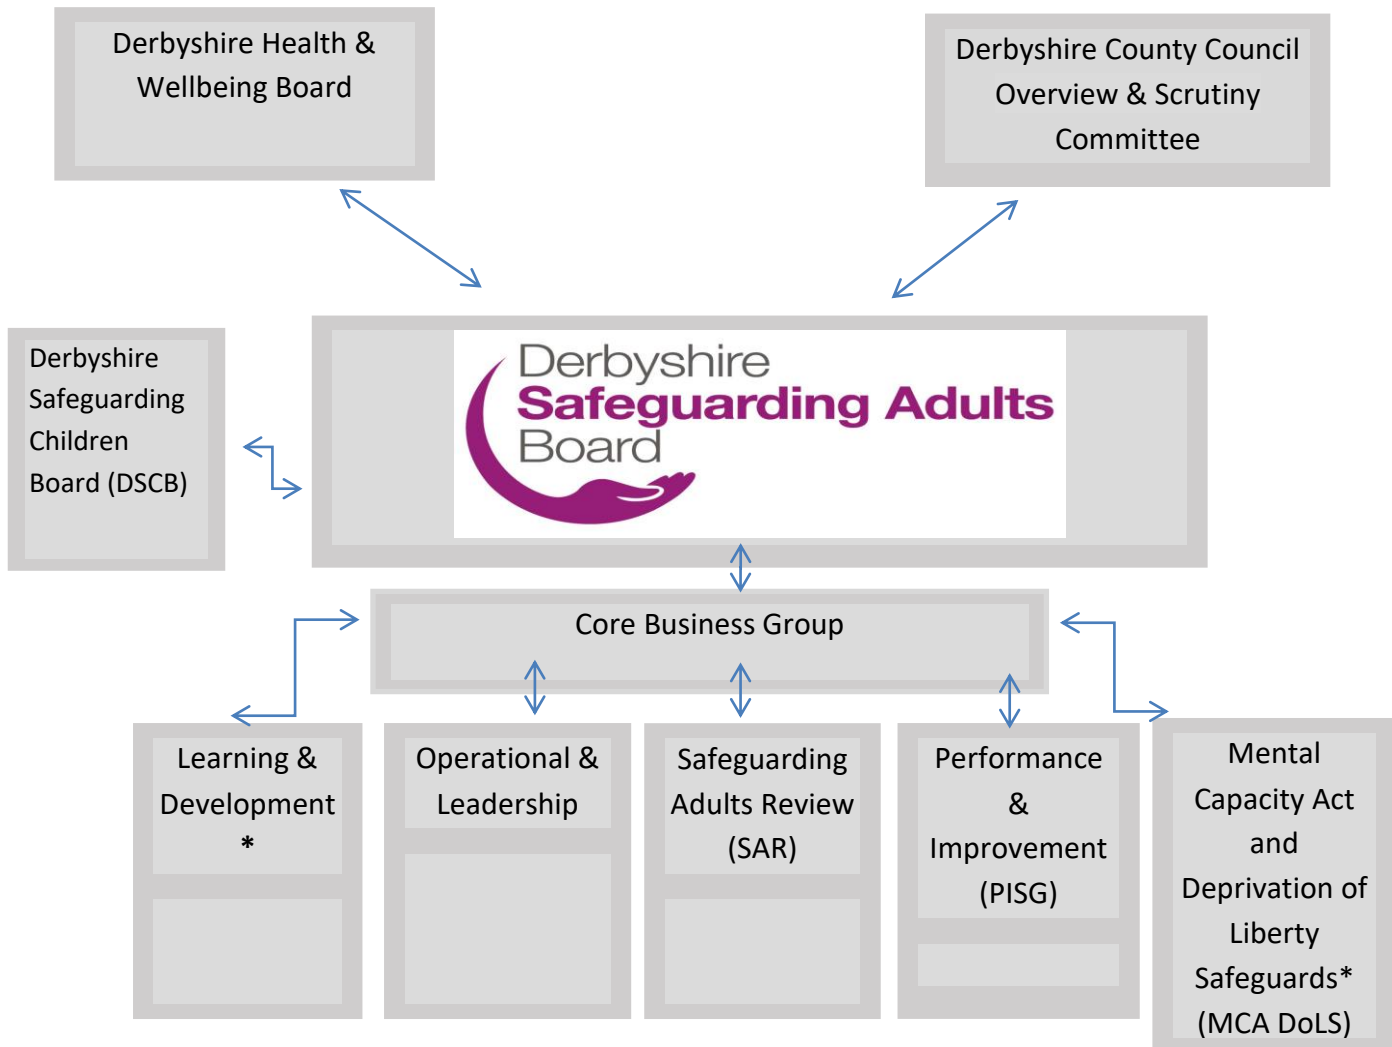 Derbyshire Health &
Wellbeing Board
Derbyshire County Council
Overview & Scrutiny
Committee
Derbyshire
Safeguarding
Children
Board (DSCB)
Derbyshire
Safeguarding Adults
Board
Core Business Group
Learning &
Development
*
Operational &
Leadership
Safeguarding
Adults Review
(SAR)
Performance
&
Improvement
(PISG)
Mental
Capacity Act
and
Deprivation of
Liberty
Safeguards*
(MCA DoLS)